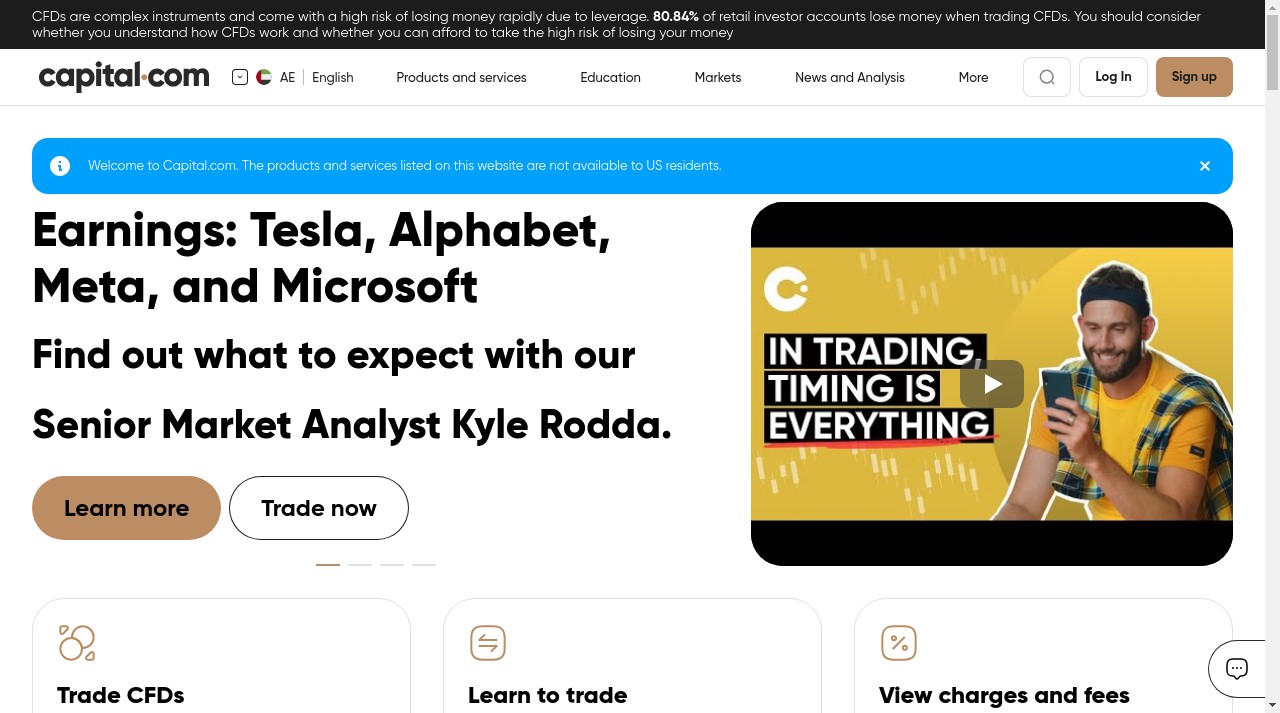 CFDs are complex instruments and come with a high risk of losing money rapidly due to leverage. 80.84% of retail investor accounts lose money when trading CFDs. You should consider
whether you understand how CFDs work and whether you can afford to take the high risk of losing your money
capital.com
AE
English
Products and services
Education
Markets
News and Analysis
More
Log In
Sign up
Welcome to Capital.com. The products and services listed on this website are not available to US residents.
Earnings: Tesla, Alphabet,
Meta, and Microsoft
Find out what to expect with our
Senior Market Analyst Kyle Rodda.
Learn more
Trade now
IN TRADING,
TIMING IS
EVERYTHING
Trade CFDs
Learn to trade
View charges and fees